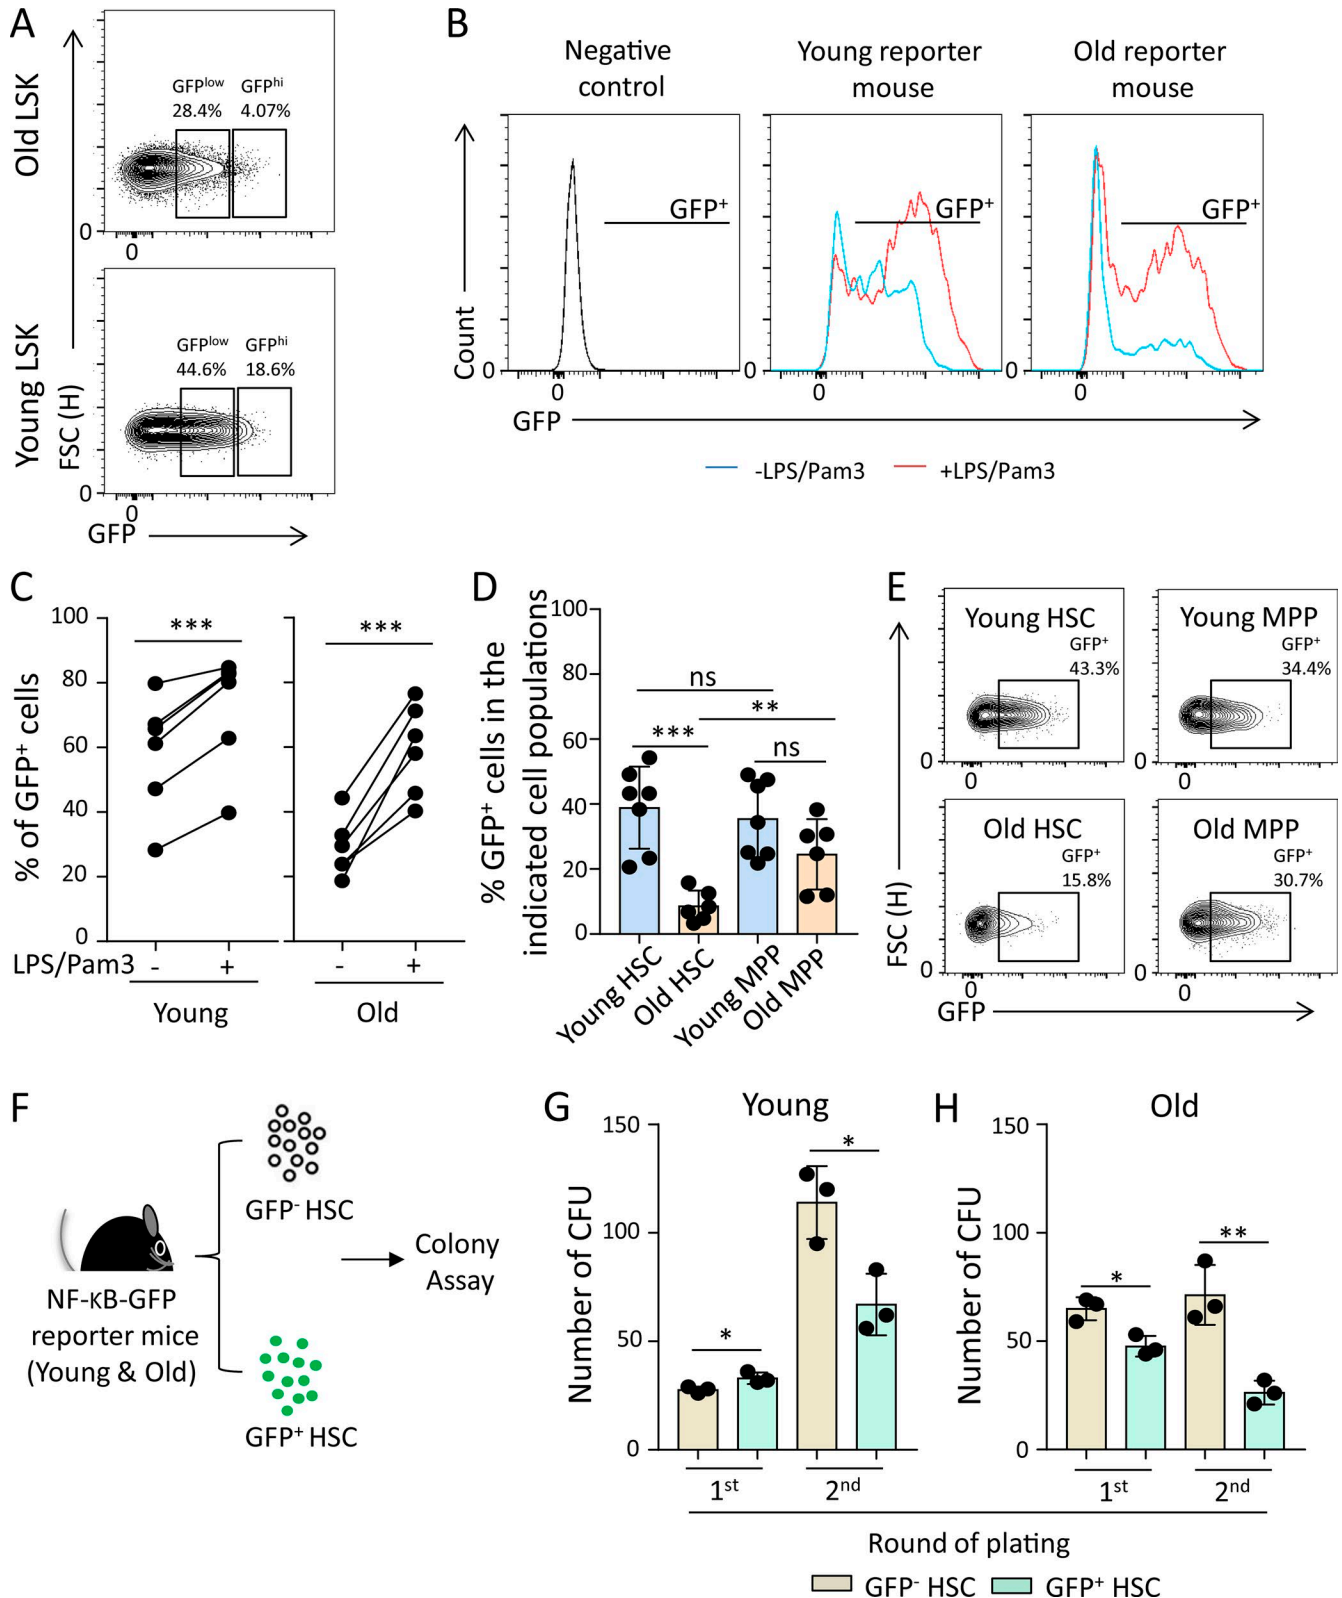 A
Old LSK
GFPlow
28.4%
GFPhi
4.07%
0
0
Young LSK
FSC (H)
GFPlow
44.6%
GFPhi
18.6%
0
0
GFP
B
Negative
control
Young reporter
mouse
Old reporter
mouse
Count
GFP+
GFP+
GFP+
0
0
0
0
0
0
GFP
-LPS/Pam3
+LPS/Pam3
C
% of GFP+ cells
100
80
60
40
20
0
***
***
LPS/Pam3
-
+
-
+
Young
Old
D
% GFP+ cells in the
indicated cell populations
100
80
60
40
20
0
ns
**
***
ns
Young HSC
Old HSC
Young MPP
Old MPP
E
Young HSC
GFP+
43.3%
0
0
Young MPP
GFP+
34.4%
0
0
Old HSC
GFP+
15.8%
0
0
Old MPP
GFP+
30.7%
0
0
FSC (H)
GFP
F
GFP- HSC
NF-κB-GFP
reporter mice
(Young & Old)
GFP+ HSC
Colony
Assay
G
Young
Number of CFU
150
100
50
0
*
*
1st
2nd
H
Old
Number of CFU
150
100
50
0
*
**
1st
2nd
Round of plating
GFP- HSC
GFP+ HSC